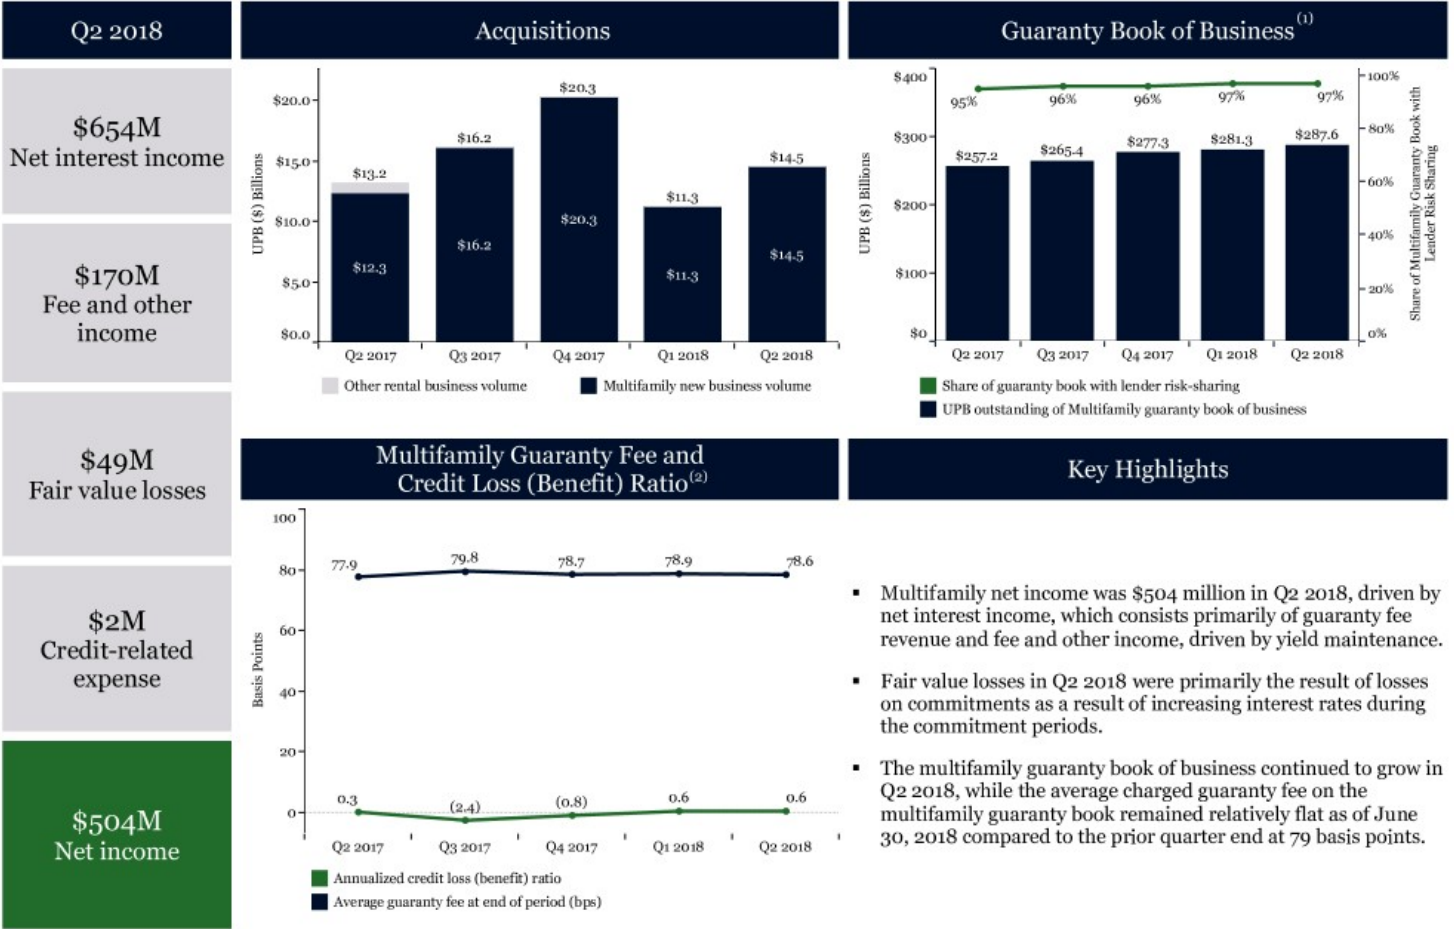 Q2 2018
$654M
Net interest income
$170M
Fee and other
income
$49M
Fair value losses
$2M
Credit-related
expense
$504M
Net income
Acquisitions
UPB ($) Billions
$20.0
$15.0
$10.0
$5.0
$0.0
$13.2
$12.3
$16.2
$16.2
$20.3
$20.3
$11.3
$11.3
$14.5
$14.5
Q2 2017
Q3 2017
Q4 2017
Q1 2018
Q2 2018
Other rental business volume
Multifamily new business volume
Guaranty Book of Business(1)
UPB ($) Billions
$400
$300
$200
$100
$0
95%
96%
96%
97%
97%
$257.2
$265.4
$277.3
$281.3
$287.6
100%
80%
60%
40%
20%
0%
Share of Multifamily Guaranty Book with
Lender Risk Sharing
Q2 2017
Q3 2017
Q4 2017
Q1 2018
Q2 2018
Share of guaranty book with lender risk-sharing
UPB outstanding of Multifamily guaranty book of business
Multifamily Guaranty Fee and
Credit Loss (Benefit) Ratio(2)
Basis Points
100
80
60
40
20
0
77.9
79.8
78.7
78.9
78.6
0.3
(2.4)
(0.8)
0.6
0.6
Q2 2017
Q3 2017
Q4 2017
Q1 2018
Q2 2018
Annualized credit loss (benefit) ratio
Average guaranty fee at end of period (bps)
Key Highlights
▪ Multifamily net income was $504 million in Q2 2018, driven by
net interest income, which consists primarily of guaranty fee
revenue and fee and other income, driven by yield maintenance.
▪ Fair value losses in Q2 2018 were primarily the result of losses
on commitments as a result of increasing interest rates during
the commitment periods.
▪ The multifamily guaranty book of business continued to grow in
Q2 2018, while the average charged guaranty fee on the
multifamily guaranty book remained relatively flat as of June
30, 2018 compared to the prior quarter end at 79 basis points.